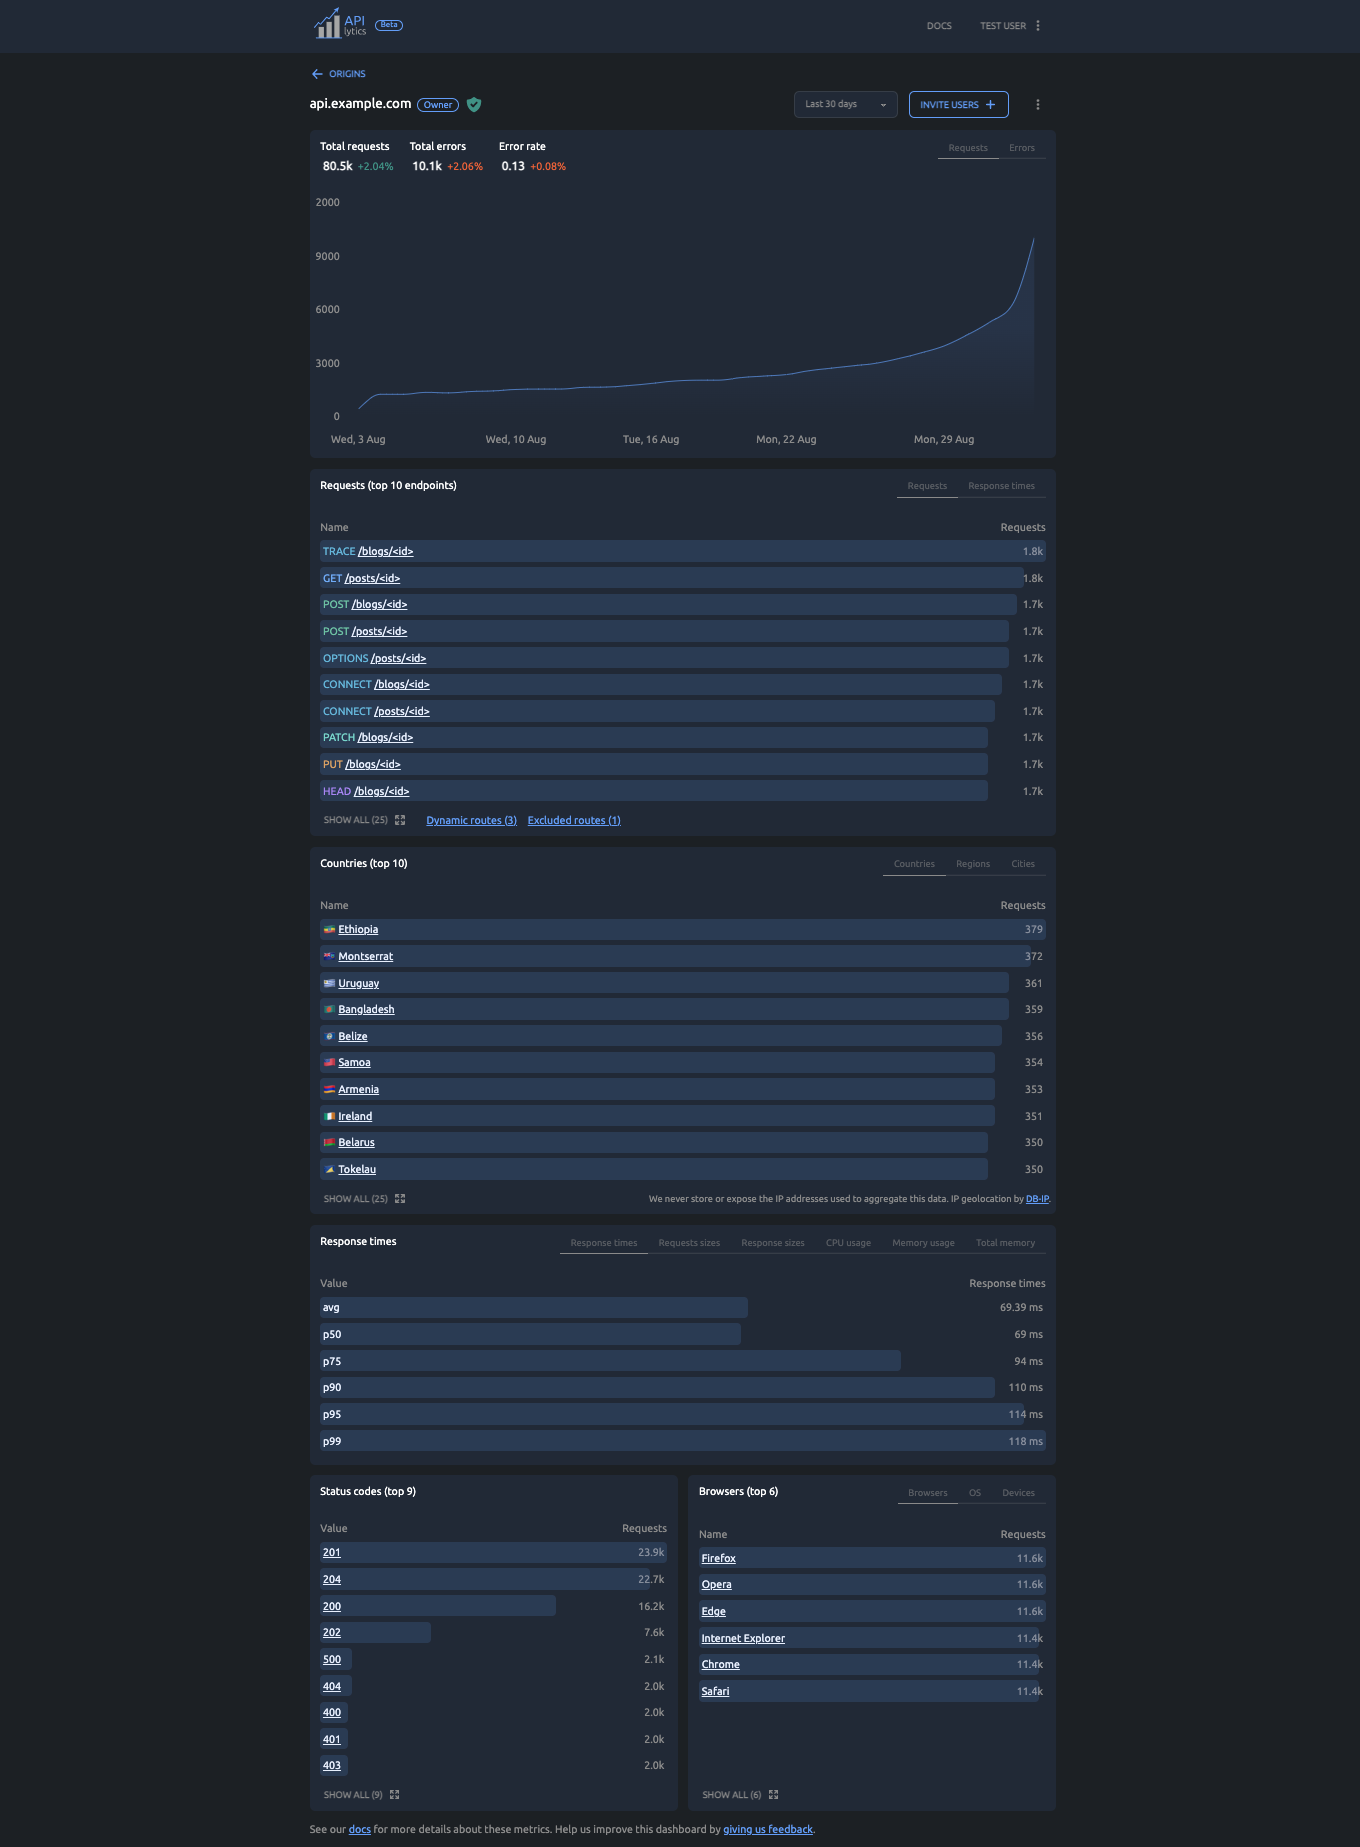 API
lytics
Beta
DOCS
TEST USER
ORIGINS
api.example.com Owner
Last 30 days
INVITE USERS
Total requests Total errors Error rate
80.5k +2.04% 10.1k +2.06% 0.13 +0.08%
Requests Errors
2000
9000
6000
3000
0
Wed, 3 Aug Wed, 10 Aug Tue, 16 Aug Mon, 22 Aug Mon, 29 Aug
Requests (top 10 endpoints)
Requests Response times
Name Requests
TRACE /blogs/<id> 1.8k
GET /posts/<id> 1.8k
POST /blogs/<id> 1.7k
POST /posts/<id> 1.7k
OPTIONS /posts/<id> 1.7k
CONNECT /blogs/<id> 1.7k
CONNECT /posts/<id> 1.7k
PATCH /blogs/<id> 1.7k
PUT /blogs/<id> 1.7k
HEAD /blogs/<id> 1.7k
SHOW ALL (25) Dynamic routes (3) Excluded routes (1)
Countries (top 10)
Countries Regions Cities
Name Requests
Ethiopia 379
Montserrat 372
Uruguay 361
Bangladesh 359
Belize 356
Samoa 354
Armenia 353
Ireland 351
Belarus 350
Tokelau 350
SHOW ALL (25)
We never store or expose the IP addresses used to aggregate this data. IP geolocation by DB-IP.
Response times
Response times Requests sizes Response sizes CPU usage Memory usage Total memory
Value Response times
avg 69.39 ms
p50 69 ms
p75 94 ms
p90 110 ms
p95 114 ms
p99 118 ms
Status codes (top 9)
Value Requests
201 23.9k
204 22.7k
200 16.2k
202 7.6k
500 2.1k
404 2.0k
400 2.0k
401 2.0k
403 2.0k
SHOW ALL (9)
Browsers (top 6)
Browsers OS Devices
Name Requests
Firefox 11.6k
Opera 11.6k
Edge 11.6k
Internet Explorer 11.4k
Chrome 11.4k
Safari 11.4k
SHOW ALL (6)
See our docs for more details about these metrics. Help us improve this dashboard by giving us feedback.